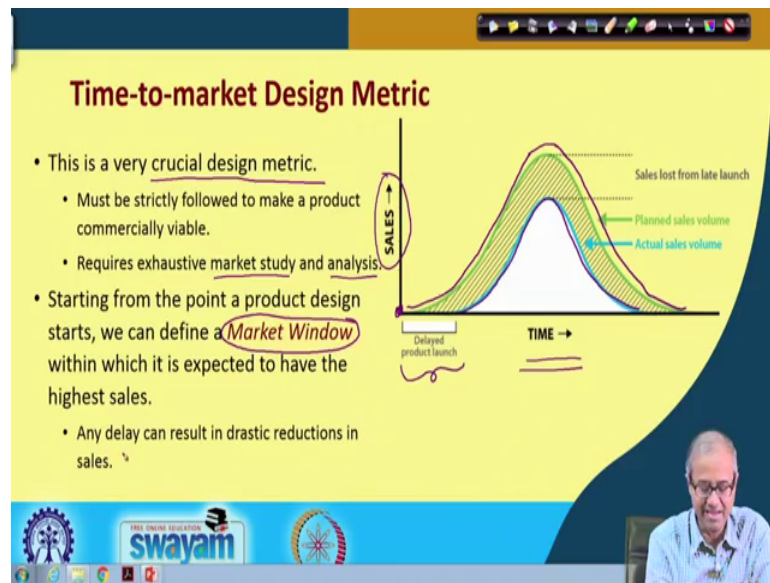 Time-to-market Design Metric
• This is a very crucial design metric.
• Must be strictly followed to make a product
commercially viable.
• Requires exhaustive market study and analysis.
• Starting from the point a product design
starts, we can define a Market Window
within which it is expected to have the
highest sales.
• Any delay can result in drastic reductions in
sales.
SALES →
Sales lost from late launch
Planned sales volume
Actual sales volume
Delayed
product launch
TIME →
FREE ONLINE EDUCATION
swayam